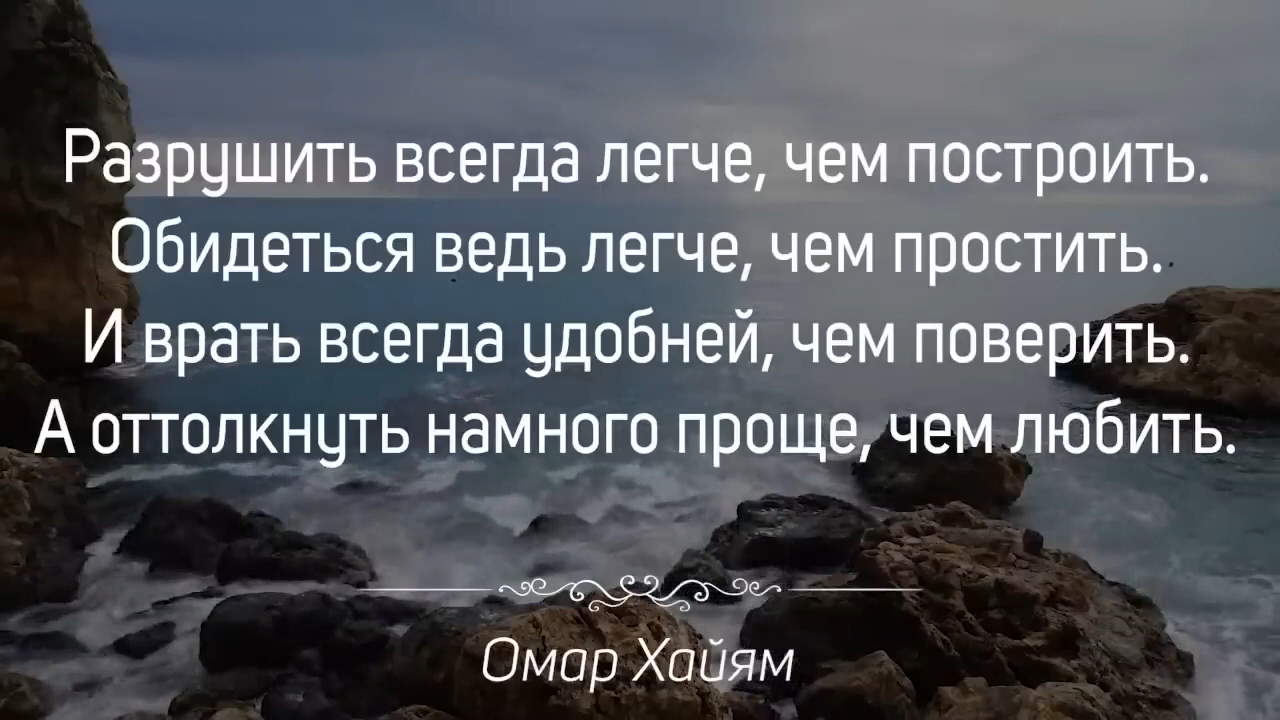 Разрушить всегда легче, чем построить.
Обидеться ведь легче, чем простить.
И врать всегда удобней, чем поверить.
А оттолкнуть намного проще, чем любить.
Омар Хайям